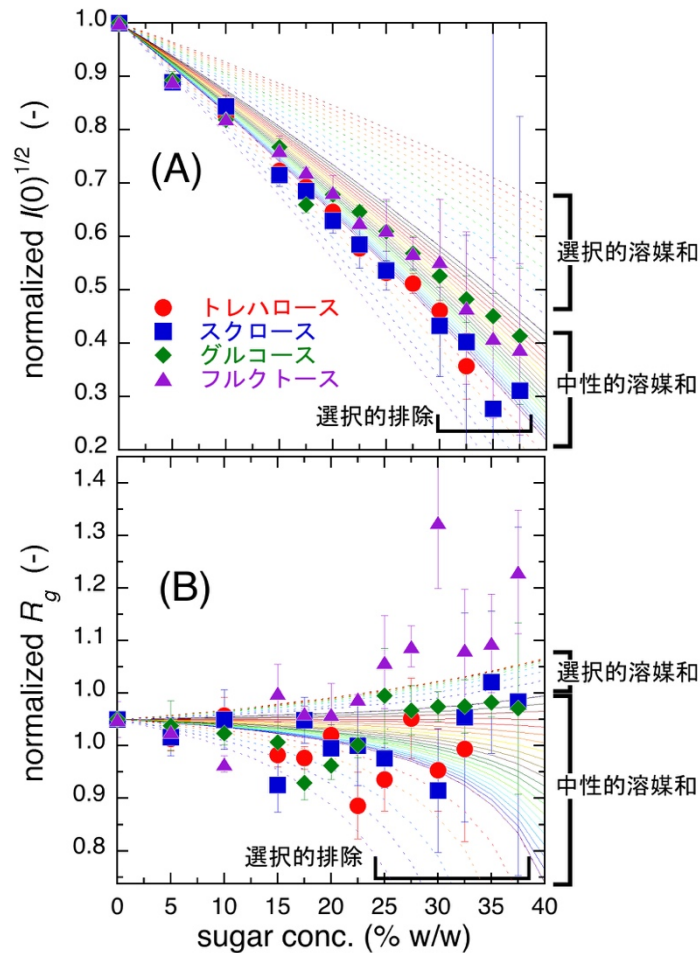 1.0
0.9
0.8
0.7
0.6
0.5
0.4
0.3
0.2
normalized I(0)1/2 (-)
(A)
トレハロース
スクロース
グルコース
フルクトース
選択的排除
選択的溶媒和
中性的溶媒和
1.4
1.3
1.2
1.1
1.0
0.9
0.8
normalized Rg (-)
(B)
選択的排除
選択的溶媒和
中性的溶媒和
0 5 10 15 20 25 30 35 40
sugar conc. (% w/w)